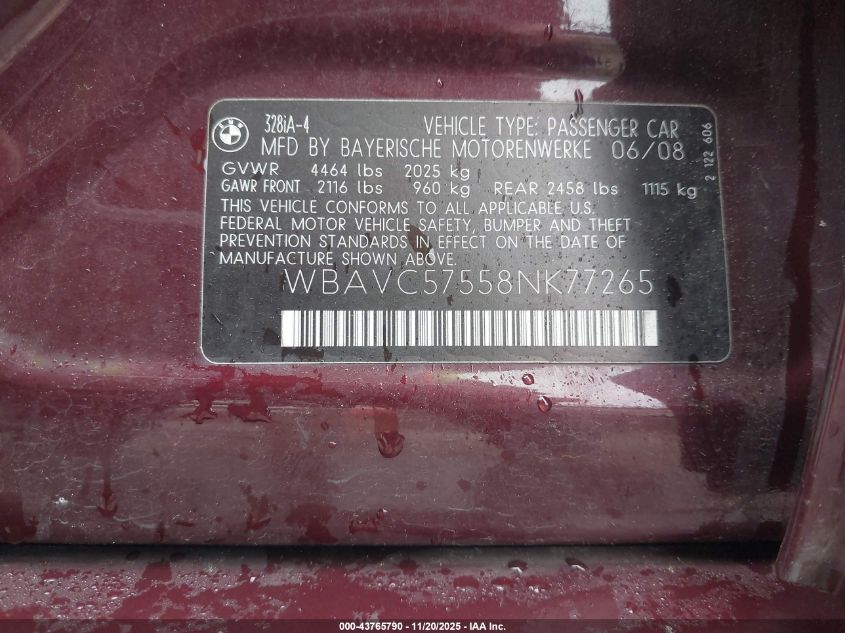 BMW
328iA-4 VEHICLE TYPE: PASSENGER CAR
MFD BY BAYERISCHE MOTORENWERKE 06/08
GVWR 4464 lbs 2025 kg
GAWR FRONT 2116 lbs 960 kg REAR 2458 lbs 1115 kg
THIS VEHICLE CONFORMS TO ALL APPLICABLE U.S.
FEDERAL MOTOR VEHICLE SAFETY, BUMPER AND THEFT
PREVENTION STANDARDS IN EFFECT ON THE DATE OF
MANUFACTURE SHOWN ABOVE.
WBAVC57558NK77265
2 122 606
000-43765790 - 11/20/2025 - IAA Inc.